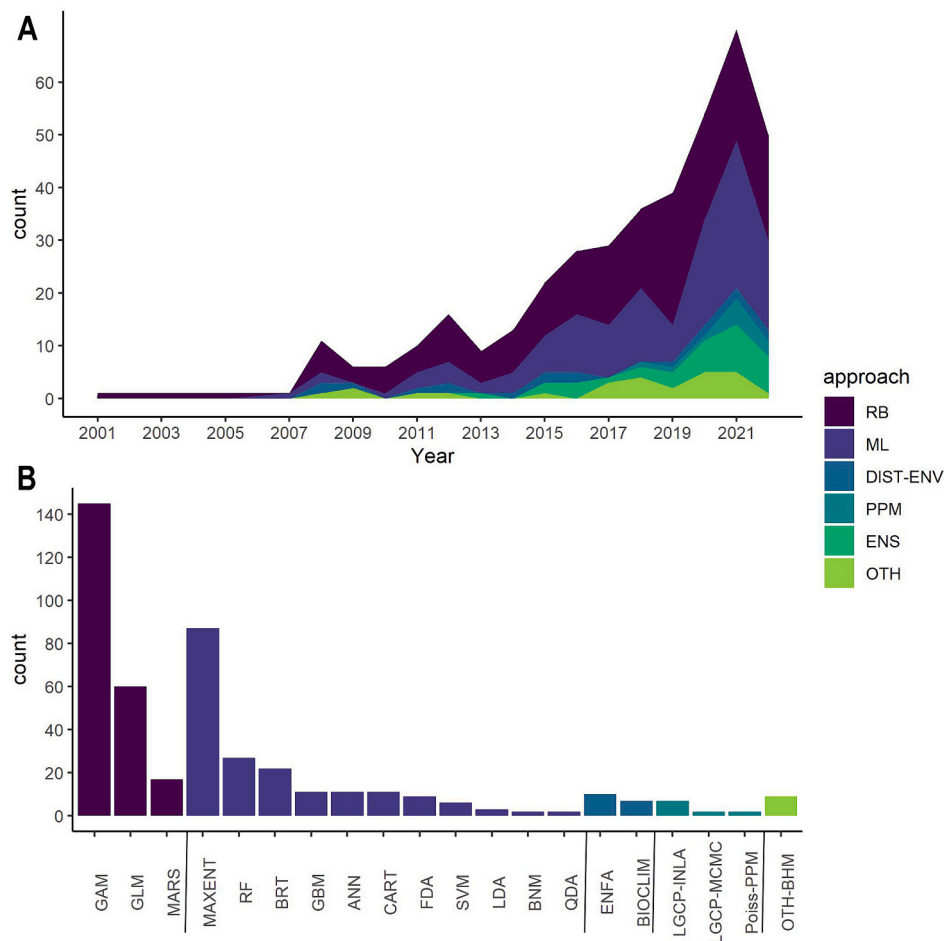 A
count
60
50
40
30
20
10
0
2001 2003 2005 2007 2009 2011 2013 2015 2017 2019 2021
Year
approach
RB
ML
DIST-ENV
PPM
ENS
OTH
B
count
140
120
100
80
60
40
20
0
GAM
GLM
MARS
MAXENT
RF
BRT
GBM
ANN
CART
FDA
SVM
LDA
BNM
QDA
ENFA
BIOCLIM
LGCP-INLA
LGCP-MCMC
Poiss-PPM
OTH-BHM